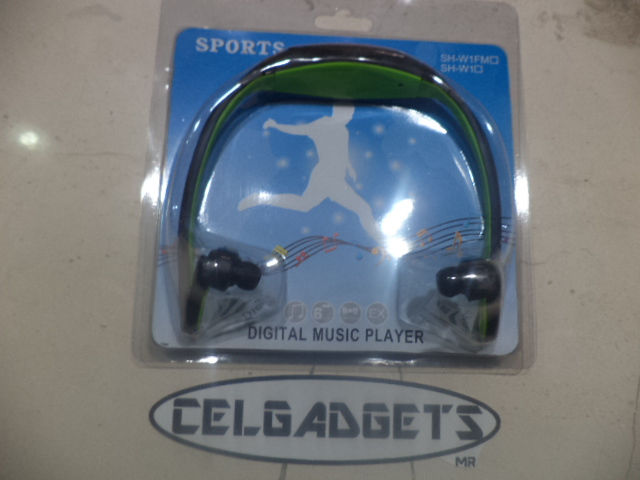 SPORTS
SH-W1FM
SH-W1
DIGITAL MUSIC PLAYER
CELGADGETS
MR